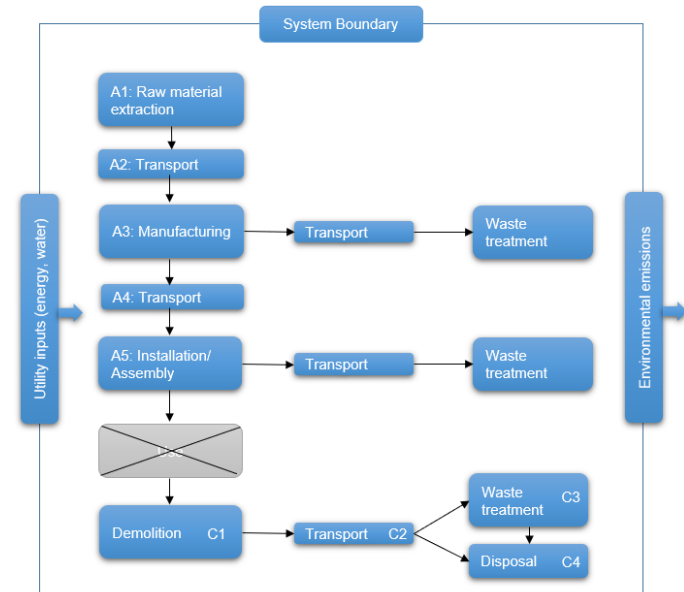 System Boundary
A1: Raw material
extraction
A2: Transport
A3: Manufacturing
Transport
Waste
treatment
A4: Transport
A5: Installation/
Assembly
Transport
Waste
treatment
Use
Demolition C1
Transport C2
Waste C3
treatment
Disposal C4
Utility inputs (energy, water)
Environmental emissions